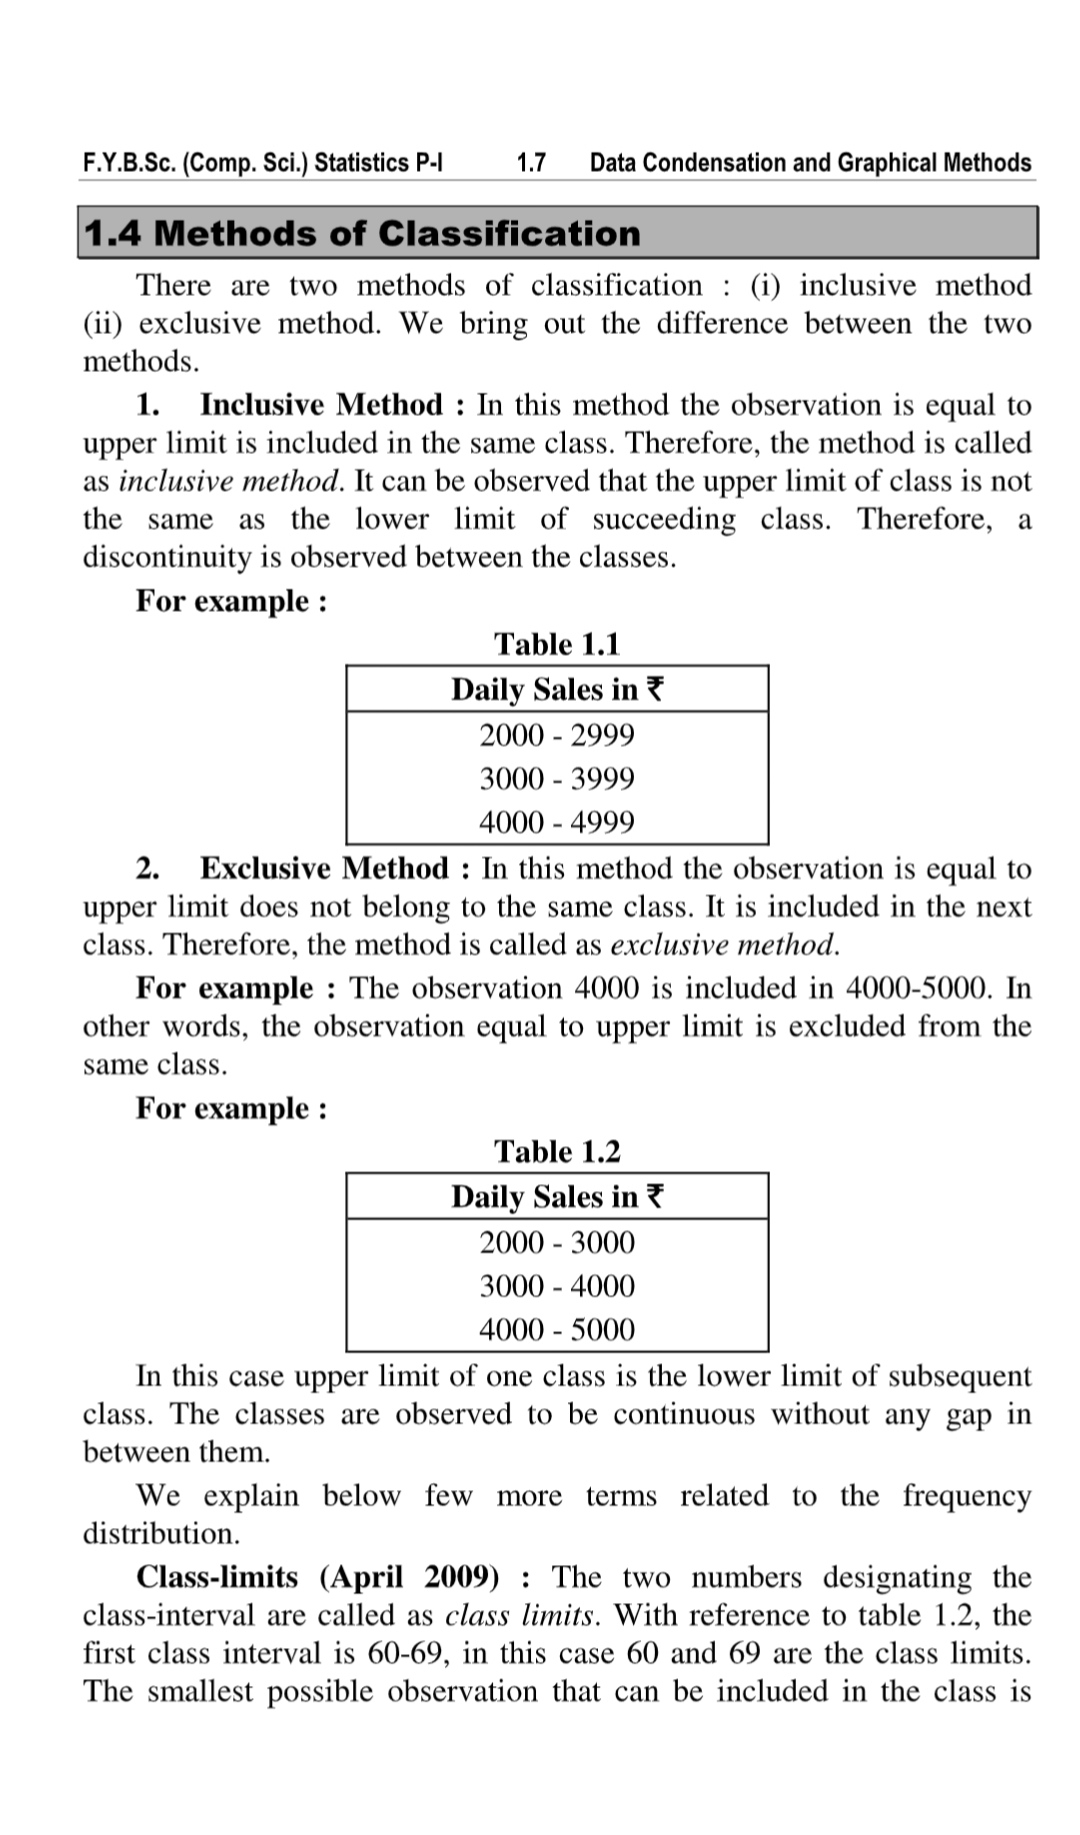 F.Y.B.Sc. (Comp. Sci.) Statistics P-I 1.7 Data Condensation and Graphical Methods
1.4 Methods of Classification
There are two methods of classification : (i) inclusive method
(ii) exclusive method. We bring out the difference between the two
methods.
1. Inclusive Method : In this method the observation is equal to
upper limit is included in the same class. Therefore, the method is called
as inclusive method. It can be observed that the upper limit of class is not
the same as the lower limit of succeeding class. Therefore, a
discontinuity is observed between the classes.
For example :
Table 1.1
Daily Sales in ₹
2000 - 2999
3000 - 3999
4000 - 4999
2. Exclusive Method : In this method the observation is equal to
upper limit does not belong to the same class. It is included in the next
class. Therefore, the method is called as exclusive method.
For example : The observation 4000 is included in 4000-5000. In
other words, the observation equal to upper limit is excluded from the
same class.
For example :
Table 1.2
Daily Sales in ₹
2000 - 3000
3000 - 4000
4000 - 5000
In this case upper limit of one class is the lower limit of subsequent
class. The classes are observed to be continuous without any gap in
between them.
We explain below few more terms related to the frequency
distribution.
Class-limits (April 2009) : The two numbers designating the
class-interval are called as class limits. With reference to table 1.2, the
first class interval is 60-69, in this case 60 and 69 are the class limits.
The smallest possible observation that can be included in the class is